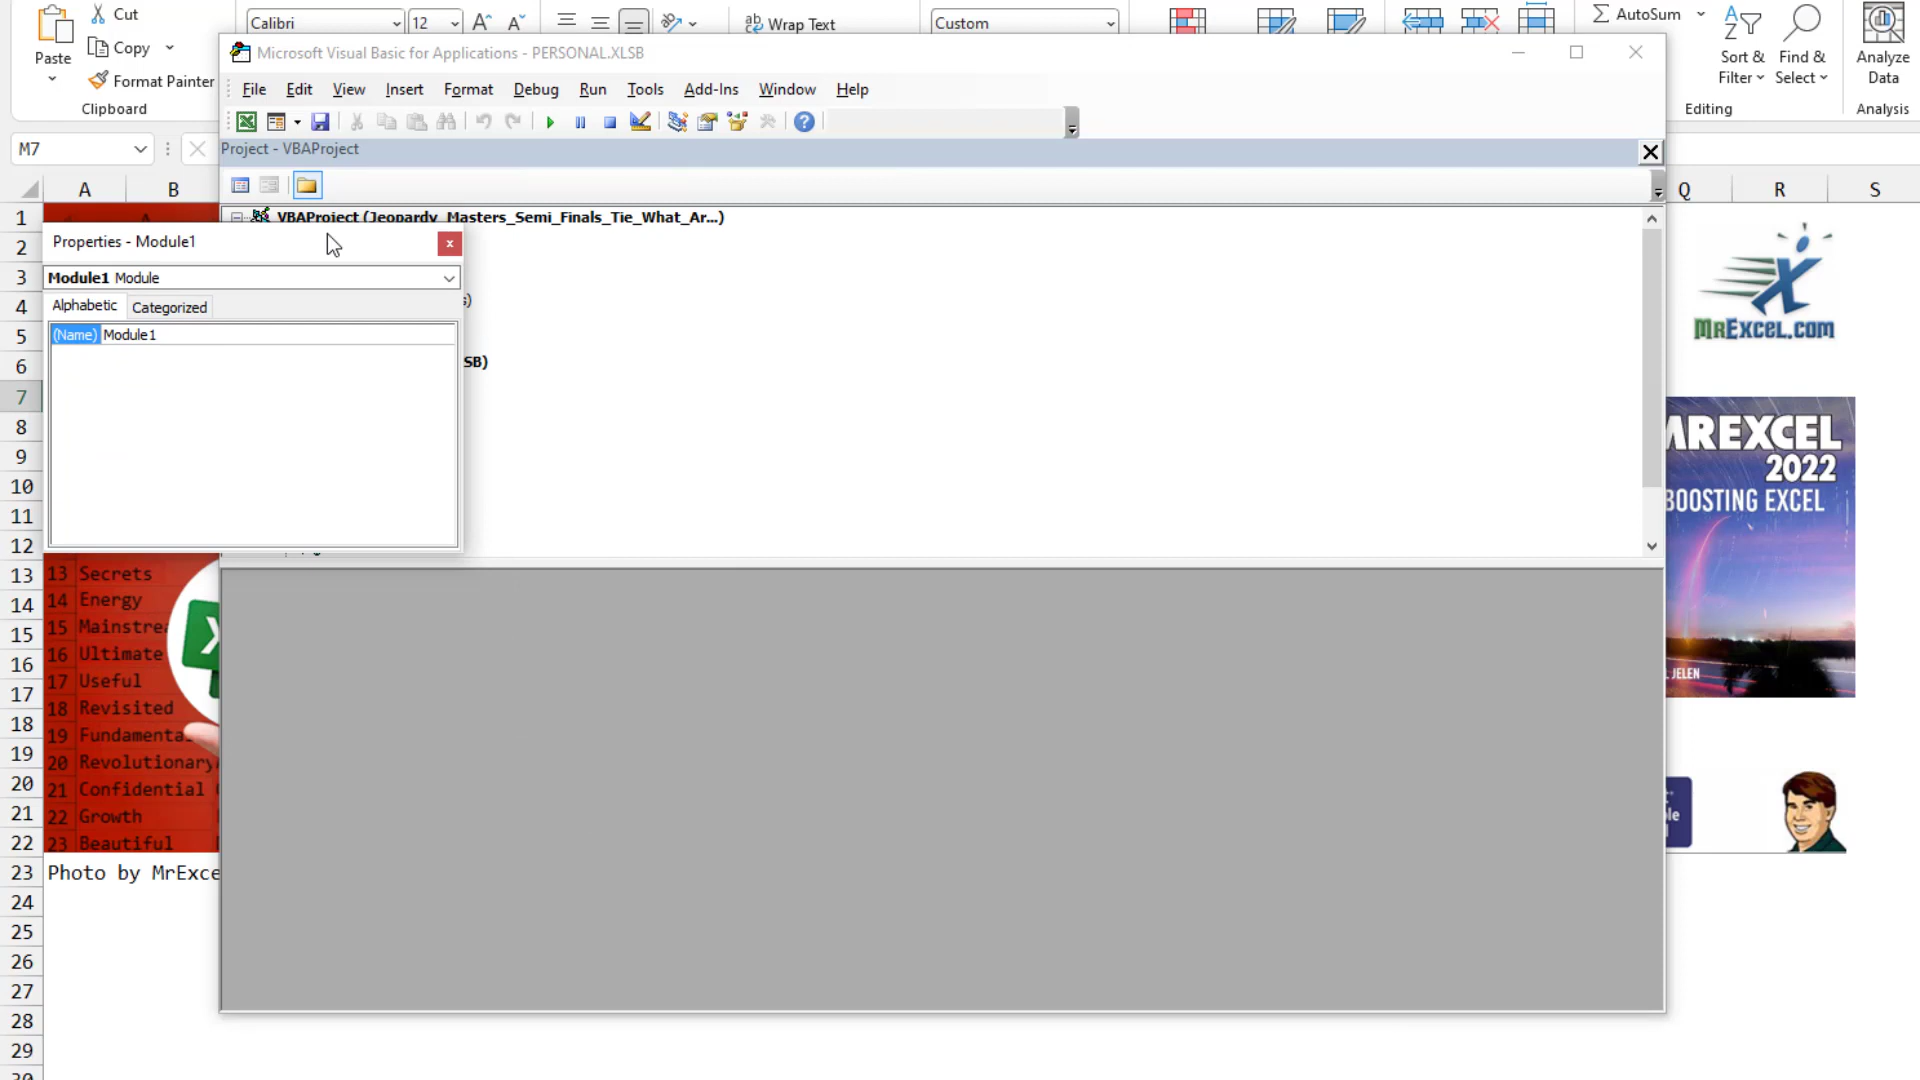 Cut
Copy
Paste
Format Painter
Clipboard
Calibri
12
ab Wrap Text
Custom
AutoSum
Sort & Filter
Find & Select
Analyze Data
Editing
Analysis
Microsoft Visual Basic for Applications - PERSONAL.XLSB
File Edit View Insert Format Debug Run Tools Add-Ins Window Help
M7
Project - VBAProject
A B Q R S
VBAProject (Jeopardy_Masters_Semi_Finals_Tie_What_Ar...)
Properties - Module1
Module1 Module
Alphabetic Categorized
(Name) Module1
s)
SB)
1
2
3
4
5
6
7
8
9
10
11
12
13
14
15
16
17
18
19
20
21
22
23
24
25
26
27
28
29
30
13 Secrets
14 Energy
15 Mainstrea
16 Ultimate
17 Useful
18 Revisited
19 Fundamenta
20 Revolutionary
21 Confidential
22 Growth
23 Beautiful
Photo by MrExce
MREXCEL.COM
MREXCEL
2022
BOOSTING EXCEL
JELEN
le